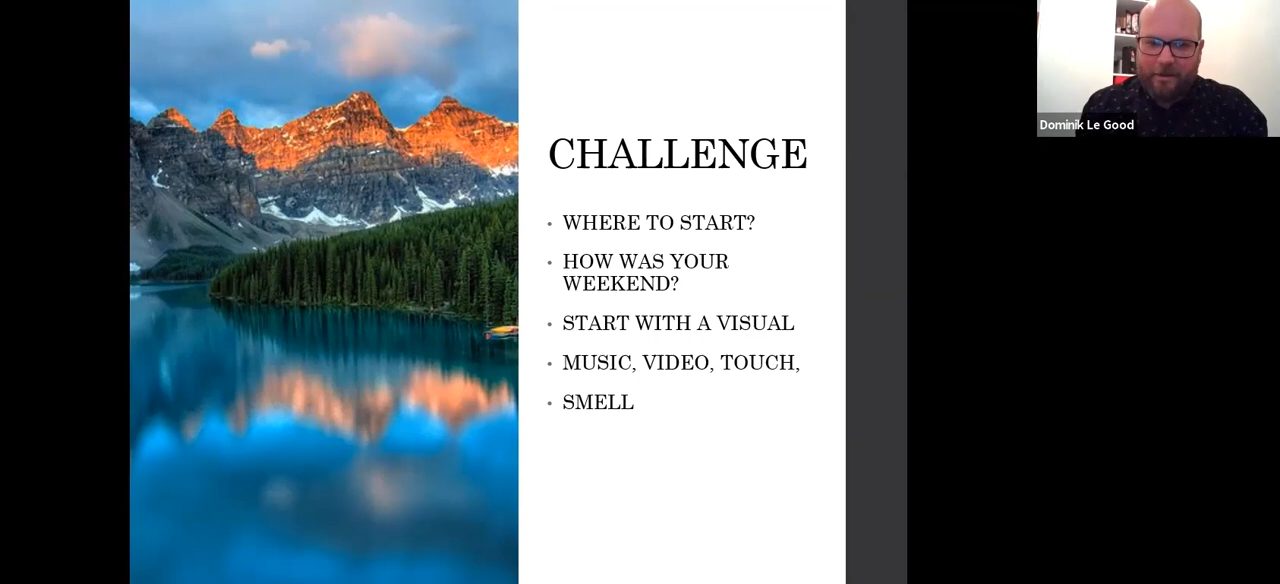 CHALLENGE
• WHERE TO START?
• HOW WAS YOUR
WEEKEND?
• START WITH A VISUAL
• MUSIC, VIDEO, TOUCH,
• SMELL
Dominik Le Good